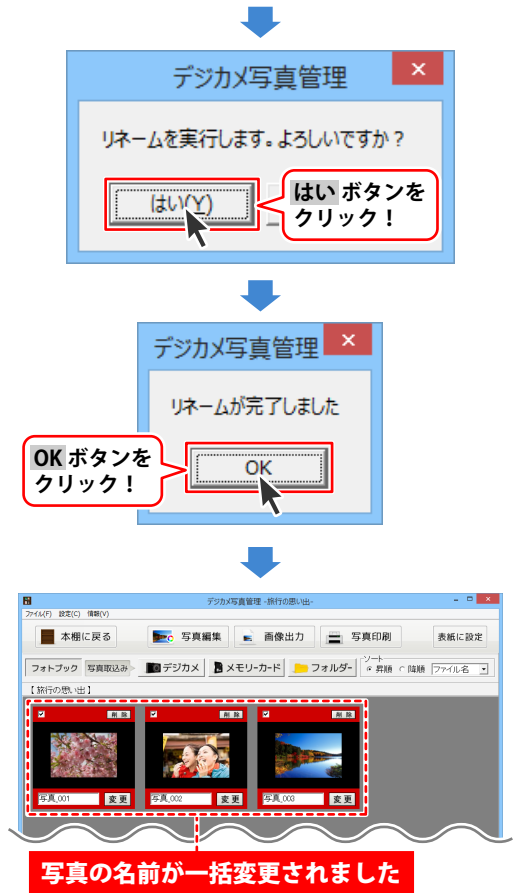 デジカメ写真管理
リネームを実行します。よろしいですか？
はい(Y)
はい ボタンを
クリック！
デジカメ写真管理
リネームが完了しました
OK ボタンを
クリック！
OK
デジカメ写真管理 -旅行の思い出-
ファイル(F) 設定(C) 情報(V)
本棚に戻る 写真編集 画像出力 写真印刷 表紙に設定
フォトブック 写真取込み デジカメ メモリーカード フォルダー ソート 昇順 降順 ファイル名
【旅行の思い出】
削除 削除 削除
写真_001 変更 写真_002 変更 写真_003 変更
写真の名前が一括変更されました